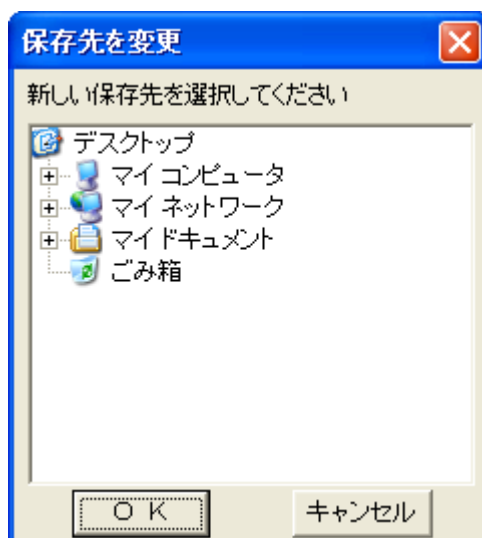 保存先を変更
新しい保存先を選択してください
デスクトップ
マイ コンピュータ
マイ ネットワーク
マイ ドキュメント
ごみ箱
ＯＫ
キャンセル